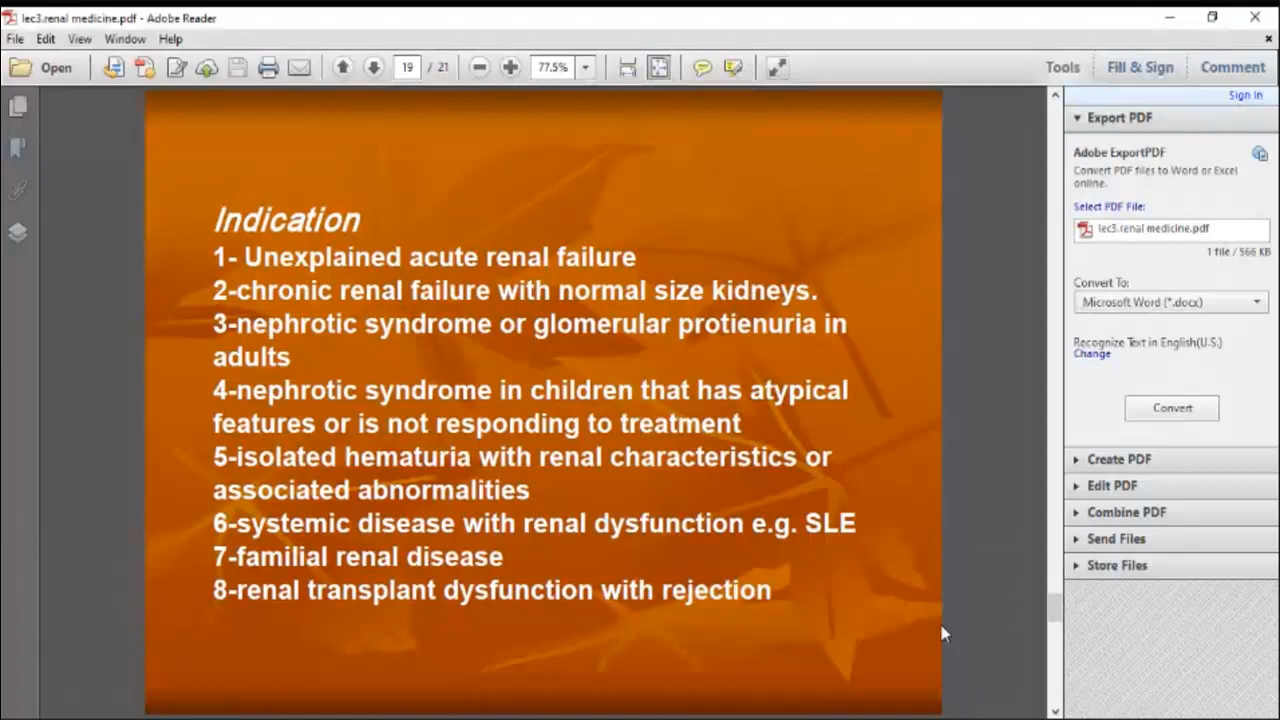 lec3.renal medicine.pdf - Adobe Reader
File Edit View Window Help
Open 19 / 21 77.5% Tools Fill & Sign Comment
Sign In
Export PDF
Adobe ExportPDF
Convert PDF files to Word or Excel
online.
Select PDF File:
lec3.renal medicine.pdf
1 file / 566 KB
Convert To:
Microsoft Word (*.docx)
Recognize Text in English(U.S.)
Change
Convert
Create PDF
Edit PDF
Combine PDF
Send Files
Store Files
Indication
1- Unexplained acute renal failure
2-chronic renal failure with normal size kidneys.
3-nephrotic syndrome or glomerular protienuria in
adults
4-nephrotic syndrome in children that has atypical
features or is not responding to treatment
5-isolated hematuria with renal characteristics or
associated abnormalities
6-systemic disease with renal dysfunction e.g. SLE
7-familial renal disease
8-renal transplant dysfunction with rejection